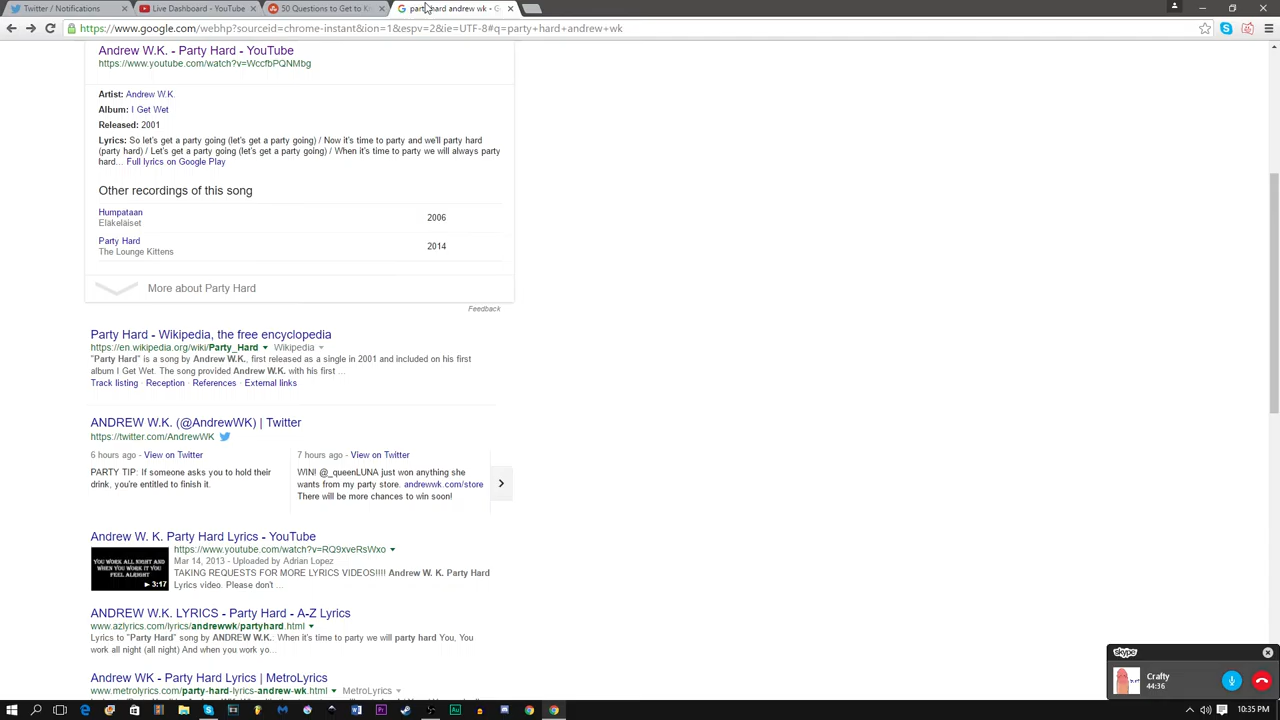 Twitter / Notifications
Live Dashboard - YouTube
50 Questions to Get to K
party hard andrew wk - G
https://www.google.com/webhp?sourceid=chrome-instant&ion=1&espv=2&ie=UTF-8#q=party+hard+andrew+wk
Andrew W.K. - Party Hard - YouTube
https://www.youtube.com/watch?v=WccfbPQNMbg
Artist: Andrew W.K.
Album: I Get Wet
Released: 2001
Lyrics: So let's get a party going (let's get a party going) / Now it's time to party and we'll party hard
(party hard) / Let's get a party going (let's get a party going) / When it's time to party we will always party
hard... Full lyrics on Google Play
Other recordings of this song
Humpataan
2006
Eläkeläiset
Party Hard
2014
The Lounge Kittens
More about Party Hard
Feedback
Party Hard - Wikipedia, the free encyclopedia
https://en.wikipedia.org/wiki/Party_Hard Wikipedia
"Party Hard" is a song by Andrew W.K., first released as a single in 2001 and included on his first
album I Get Wet. The song provided Andrew W.K. with his first ...
Track listing · Reception · References · External links
ANDREW W.K. (@AndrewWK) | Twitter
https://twitter.com/AndrewWK
6 hours ago - View on Twitter
PARTY TIP: If someone asks you to hold their
drink, you're entitled to finish it.
7 hours ago - View on Twitter
WIN! @_queenLUNA just won anything she
wants from my party store. andrewwk.com/store
There will be more chances to win soon!
Andrew W. K. Party Hard Lyrics - YouTube
https://www.youtube.com/watch?v=RQ9xveRsWxo
YOU WORK ALL NIGHT AND
WHEN YOU WORK IT YOU
FEEL ALRIGHT
3:17
Mar 14, 2013 - Uploaded by Adrian Lopez
TAKING REQUESTS FOR MORE LYRICS VIDEOS!!!! Andrew W. K. Party Hard
Lyrics video. Please don't ...
ANDREW W.K. LYRICS - Party Hard - A-Z Lyrics
www.azlyrics.com/lyrics/andrewwk/partyhard.html
Lyrics to "Party Hard" song by ANDREW W.K.: When it's time to party we will party hard You, You
work all night (all night) And when you work yo...
Andrew WK - Party Hard Lyrics | MetroLyrics
www.metrolyrics.com/party-hard-lyrics-andrew-wk.html MetroLyrics
skype
Crafty
44:36
10:35 PM